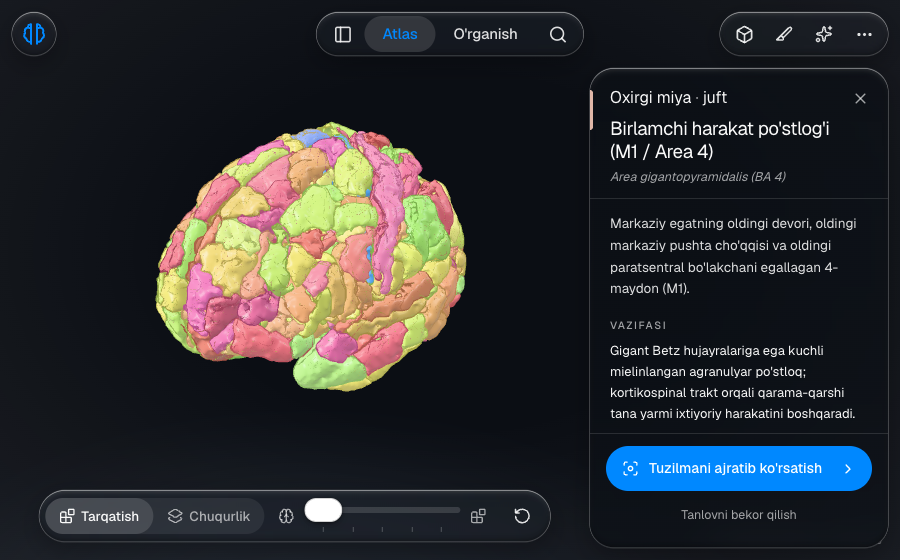 Atlas
O'rganish
Oxirgi miya · juft
Birlamchi harakat po'stlog'i
(M1 / Area 4)
Area gigantopyramidalis (BA 4)
Markaziy egatning oldingi devori, oldingi
markaziy pushta cho'qqisi va oldingi
paratsentral bo'lakchani egallagan 4-
maydon (M1).
VAZIFASI
Gigant Betz hujayralariga ega kuchli
mielinlangan agranulyar po'stloq;
kortikospinal trakt orqali qarama-qarshi
tana yarmi ixtiyoriy harakatini boshqaradi.
Tuzilmani ajratib ko'rsatish
Tanlovni bekor qilish
Tarqatish
Chuqurlik